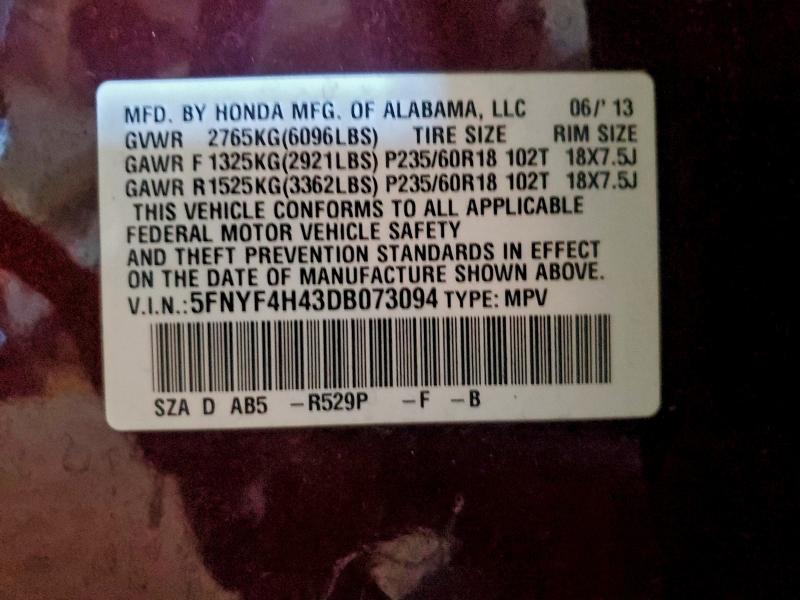 MFD. BY HONDA MFG. OF ALABAMA, LLC 06/' 13
GVWR 2765KG(6096LBS) TIRE SIZE RIM SIZE
GAWR F 1325KG(2921LBS) P235/60R18 102T 18X7.5J
GAWR R1525KG(3362LBS) P235/60R18 102T 18X7.5J
THIS VEHICLE CONFORMS TO ALL APPLICABLE
FEDERAL MOTOR VEHICLE SAFETY
AND THEFT PREVENTION STANDARDS IN EFFECT
ON THE DATE OF MANUFACTURE SHOWN ABOVE.
V.I.N.:5FNYF4H43DB073094 TYPE: MPV
SZA D AB5 -R529P -F -B